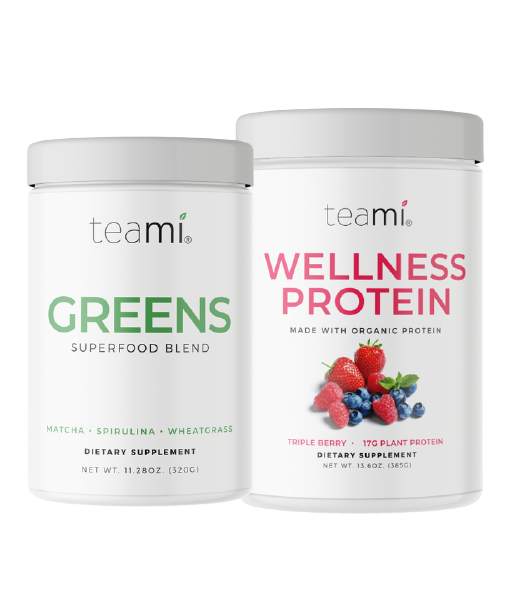 teami®
GREENS
SUPERFOOD BLEND
MATCHA • SPIRULINA • WHEATGRASS
DIETARY SUPPLEMENT
NET WT. 11.28OZ. (320G)
teami®
WELLNESS
PROTEIN
MADE WITH ORGANIC PROTEIN
TRIPLE BERRY • 17G PLANT PROTEIN
DIETARY SUPPLEMENT
NET WT. 13.6OZ. (385G)